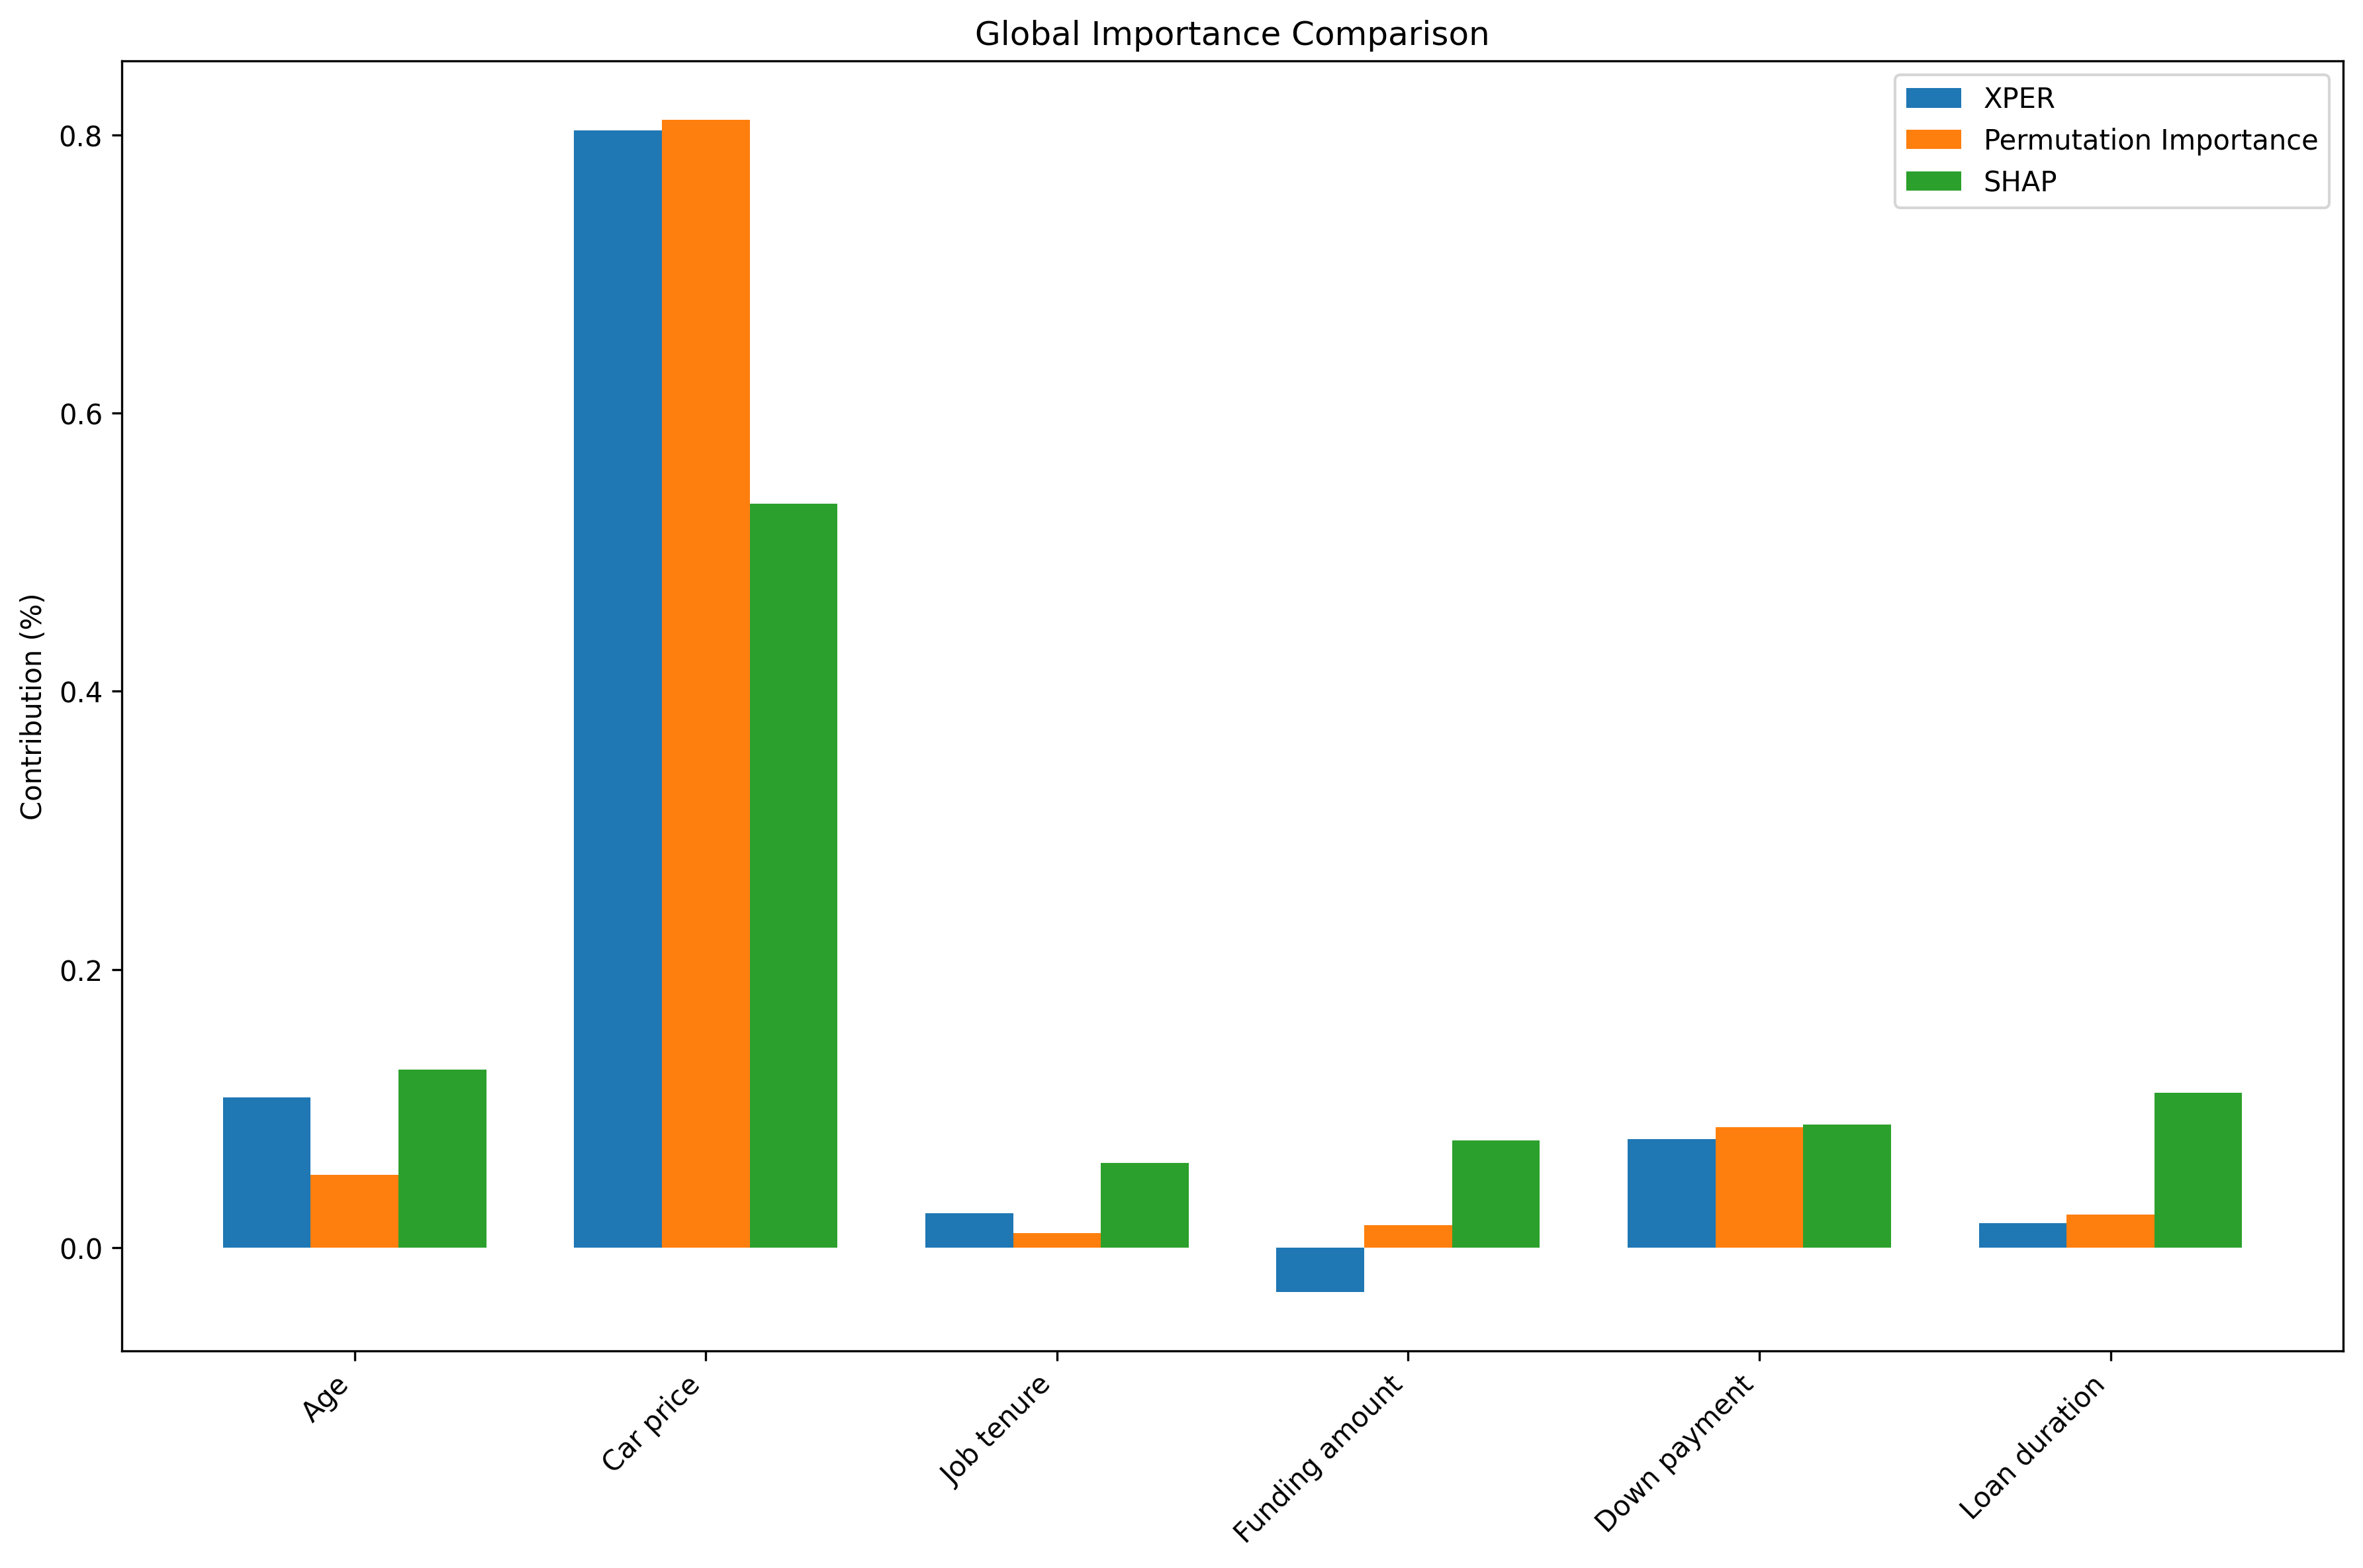 Global Importance Comparison
XPER
Permutation Importance
SHAP
Contribution (%)
0.8
0.6
0.4
0.2
0.0
Age
Car price
Job tenure
Funding amount
Down payment
Loan duration